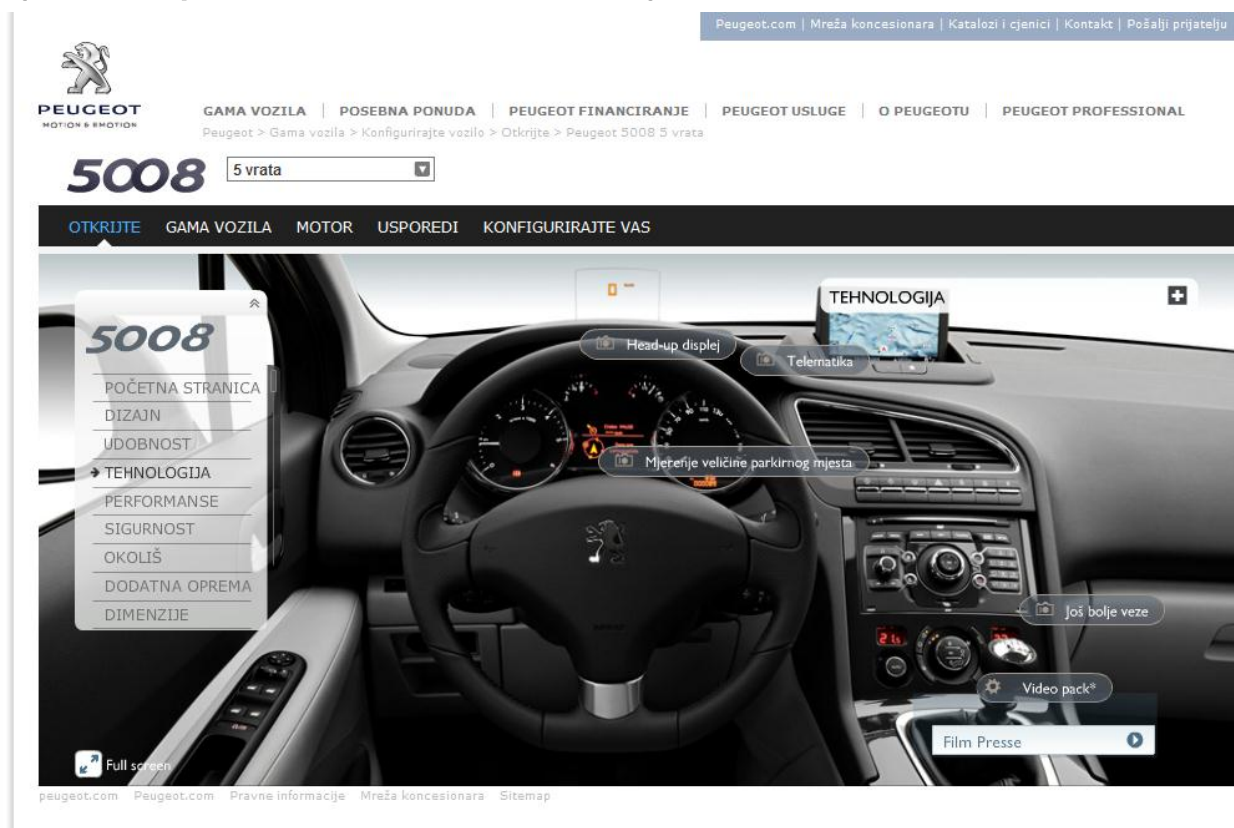 Peugeot.com | Mreža koncesionara | Katalozi i cjenici | Kontakt | Pošalji prijatelju
PEUGEOT
MOTION & EMOTION
GAMA VOZILA | POSEBNA PONUDA | PEUGEOT FINANCIRANJE | PEUGEOT USLUGE | O PEUGEOTU | PEUGEOT PROFESSIONAL
Peugeot > Gama vozila > Konfigurirajte vozilo > Otkrijte > Peugeot 5008 5 vrata
5008
5 vrata
OTKRIJTE GAMA VOZILA MOTOR USPOREDI KONFIGURIRAJTE VAS
TEHNOLOGIJA
5008
Head-up displej
Telematika
POČETNA STRANICA
DIZAJN
UDOBNOST
TEHNOLOGIJA
PERFORMANSE
SIGURNOST
OKOLIŠ
DODATNA OPREMA
DIMENZIJE
Mjerenje veličine parkirnog mjesta
Još bolje veze
Video pack*
Film Presse
Full screen
peugeot.com Peugeot.com Pravne informacije Mreža koncesionara Sitemap